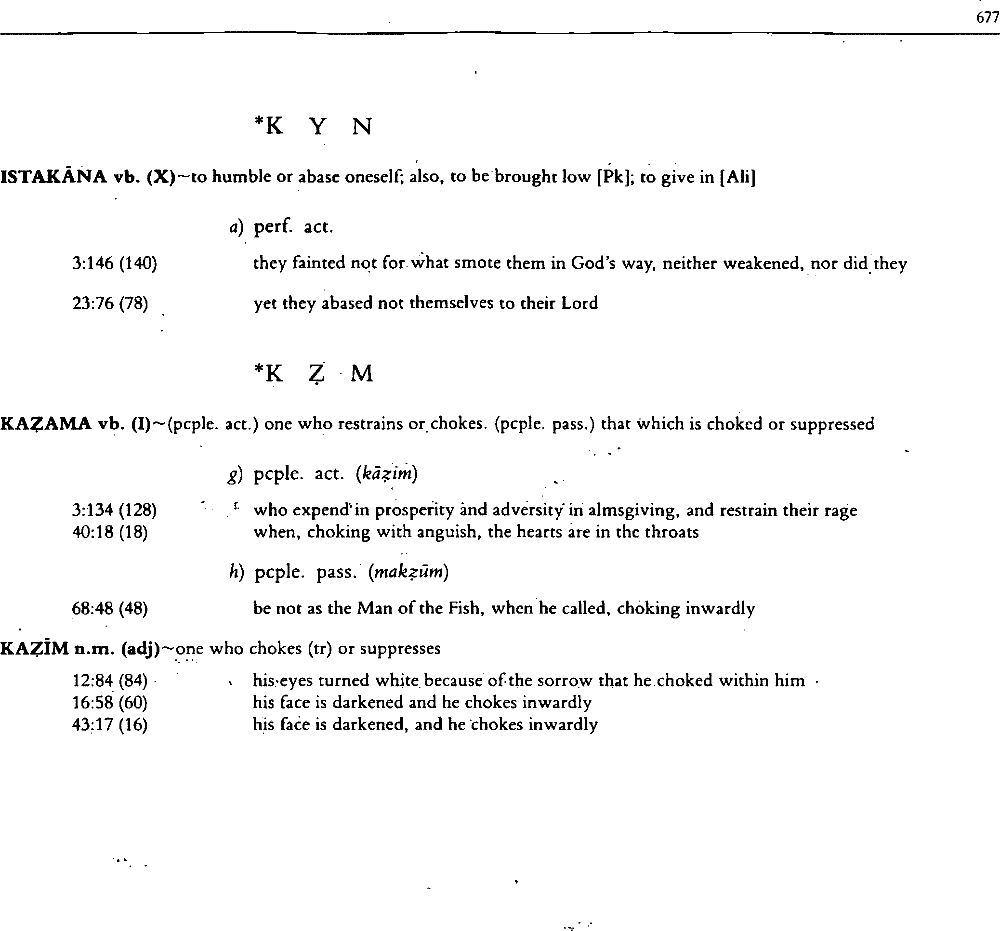 677
*K Y N
ISTAKĀNA vb. (X)~to humble or abase oneself; also, to be brought low [Pk]; to give in [Ali]
a) perf. act.
3:146 (140) they fainted not for what smote them in God's way, neither weakened, nor did they
23:76 (78) yet they abased not themselves to their Lord
*K Ẓ M
KAẒAMA vb. (I)~(pcple. act.) one who restrains or chokes. (pcple. pass.) that which is choked or suppressed
g) pcple. act. (kāẓim)
3:134 (128) who expend in prosperity and adversity in almsgiving, and restrain their rage
40:18 (18) when, choking with anguish, the hearts are in the throats
h) pcple. pass. (makẓūm)
68:48 (48) be not as the Man of the Fish, when he called, choking inwardly
KAẒĪM n.m. (adj)~one who chokes (tr) or suppresses
12:84 (84) his eyes turned white because of the sorrow that he choked within him
16:58 (60) his face is darkened and he chokes inwardly
43:17 (16) his face is darkened, and he chokes inwardly